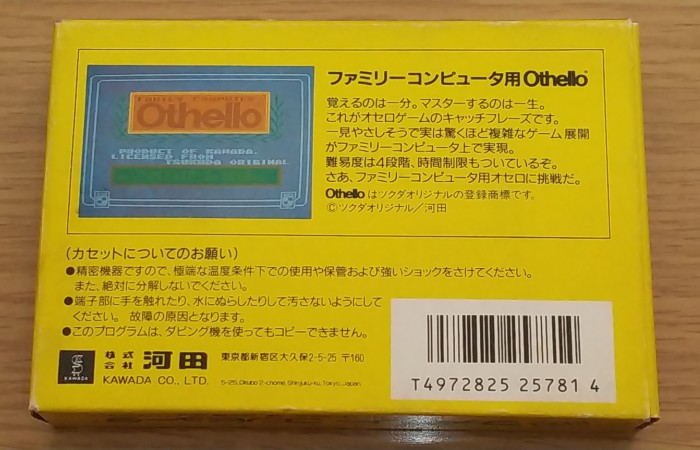 FAMILY COMPUTER
Othello
PRODUCT OF KAWADA.
LICENSED FROM
TSUKUDA ORIGINAL
ファミリーコンピュータ用Othello
覚えるのは一分。マスターするのは一生。
これがオセロゲームのキャッチフレーズです。
一見やさしそうで実は驚くほど複雑なゲーム展開
がファミリーコンピュータ上で実現。
難易度は4段階、時間制限もついているぞ。
さあ、ファミリーコンピュータ用オセロに挑戦だ。
Othelloはツクダオリジナルの登録商標です。
©ツクダオリジナル/河田
(カセットについてのお願い)
●精密機器ですので、極端な温度条件下での使用や保管および強いショックをさけてください。
また、絶対に分解しないでください。
●端子部に手を触れたり、水にぬらしたりして汚さないようにして
ください。故障の原因となります。
●このプログラムは、ダビング機を使ってもコピーできません。
KAWADA
株式会社 河田 東京都新宿区大久保2-5-25 〒160
KAWADA CO., LTD. 5-25, Okubo 2-chome, Shinjuku-ku, Tokyo, Japan
T4972825 25781 4